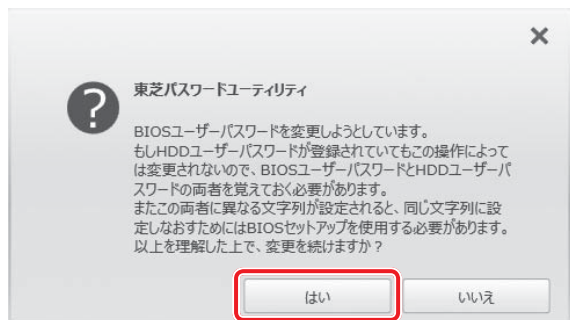 東芝パスワードユーティリティ
BIOSユーザーパスワードを変更しようとしています。
もしHDDユーザーパスワードが登録されていてもこの操作によって
は変更されないので、BIOSユーザーパスワードとHDDユーザーパ
スワードの両者を覚えておく必要があります。
またこの両者に異なる文字列が設定されると、同じ文字列に設
定しなおすためにはBIOSセットアップを使用する必要があります。
以上を理解した上で、変更を続けますか？
はい
いいえ